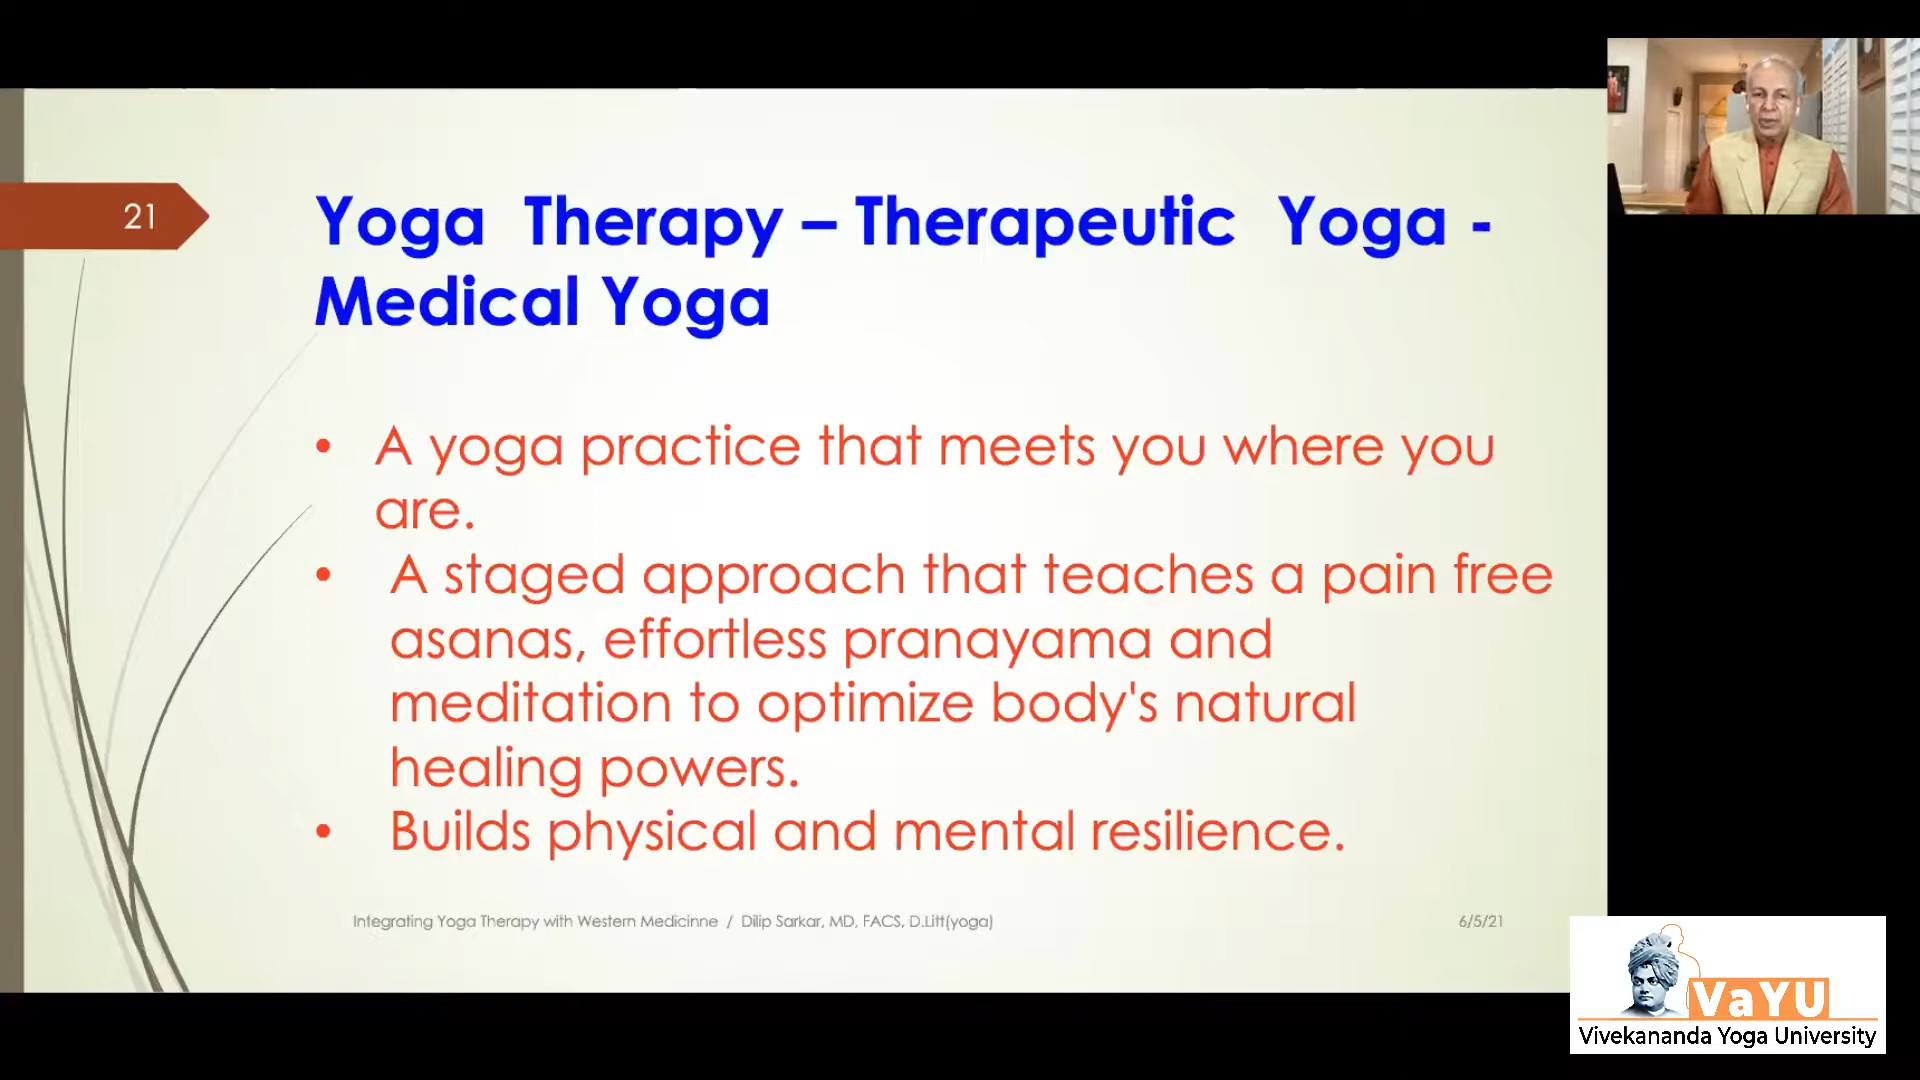 21
Yoga Therapy – Therapeutic Yoga -
Medical Yoga
• A yoga practice that meets you where you
are.
• A staged approach that teaches a pain free
asanas, effortless pranayama and
meditation to optimize body's natural
healing powers.
• Builds physical and mental resilience.
Integrating Yoga Therapy with Western Medicinne / Dilip Sarkar, MD, FACS, D.Litt(yoga)
6/5/21
VaYU
Vivekananda Yoga University